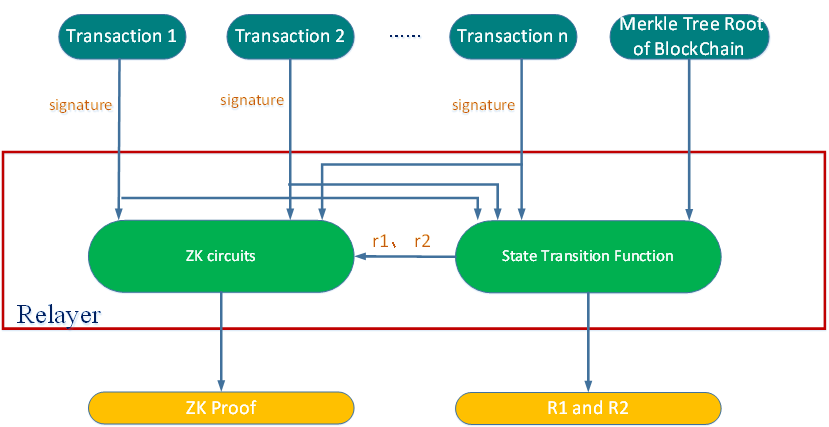 Transaction 1
Transaction 2
······
Transaction n
Merkle Tree Root
of BlockChain
signature
signature
signature
r1、 r2
ZK circuits
State Transition Function
Relayer
ZK Proof
R1 and R2